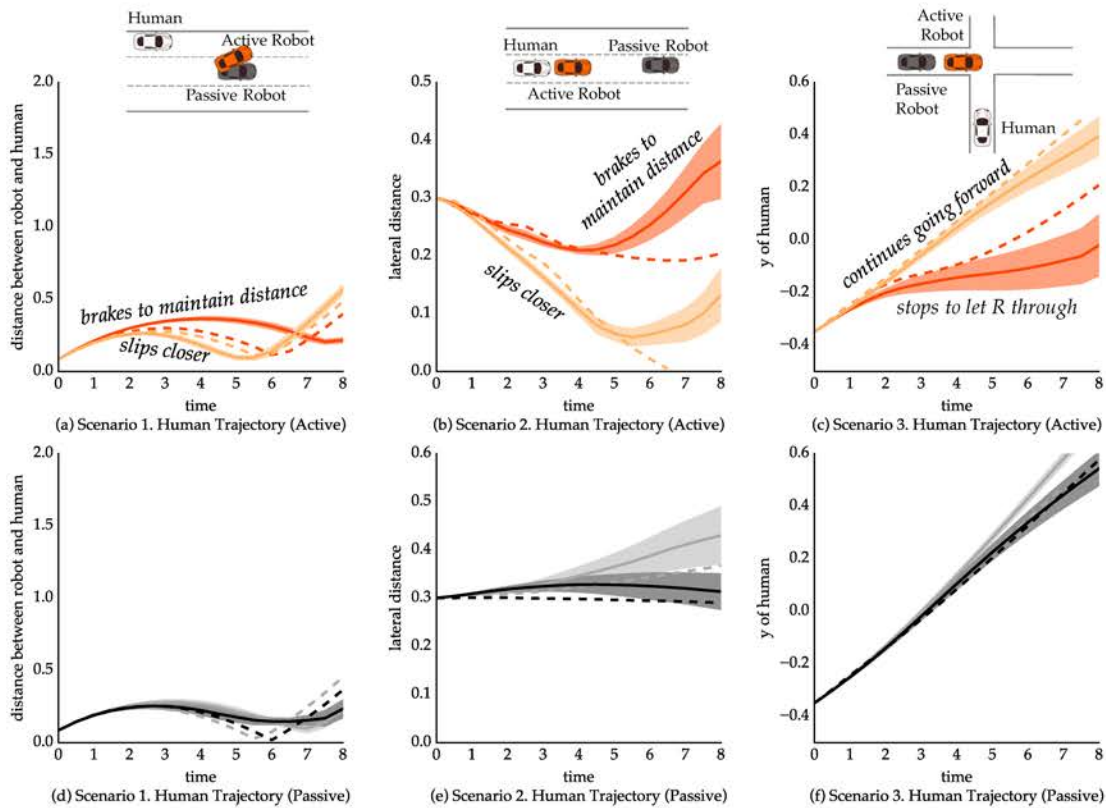 Human
Active Robot
Passive Robot
2.0
1.5
1.0
0.5
0.0
distance between robot and human
brakes to maintain distance
slips closer
0 1 2 3 4 5 6 7 8
time
(a) Scenario 1. Human Trajectory (Active)
Human
Passive Robot
Active Robot
0.5
0.4
0.3
0.2
0.1
0.0
lateral distance
brakes to
maintain distance
slips closer
0 1 2 3 4 5 6 7 8
time
(b) Scenario 2. Human Trajectory (Active)
Active
Robot
Passive
Robot
Human
0.6
0.4
0.2
0.0
−0.2
−0.4
y of human
continues going forward
stops to let R through
0 1 2 3 4 5 6 7 8
time
(c) Scenario 3. Human Trajectory (Active)
2.0
1.5
1.0
0.5
0.0
distance between robot and human
0 1 2 3 4 5 6 7 8
time
(d) Scenario 1. Human Trajectory (Passive)
0.6
0.5
0.4
0.3
0.2
0.1
0.0
lateral distance
0 1 2 3 4 5 6 7 8
time
(e) Scenario 2. Human Trajectory (Passive)
0.6
0.4
0.2
0.0
−0.2
−0.4
y of human
0 1 2 3 4 5 6 7 8
time
(f) Scenario 3. Human Trajectory (Passive)